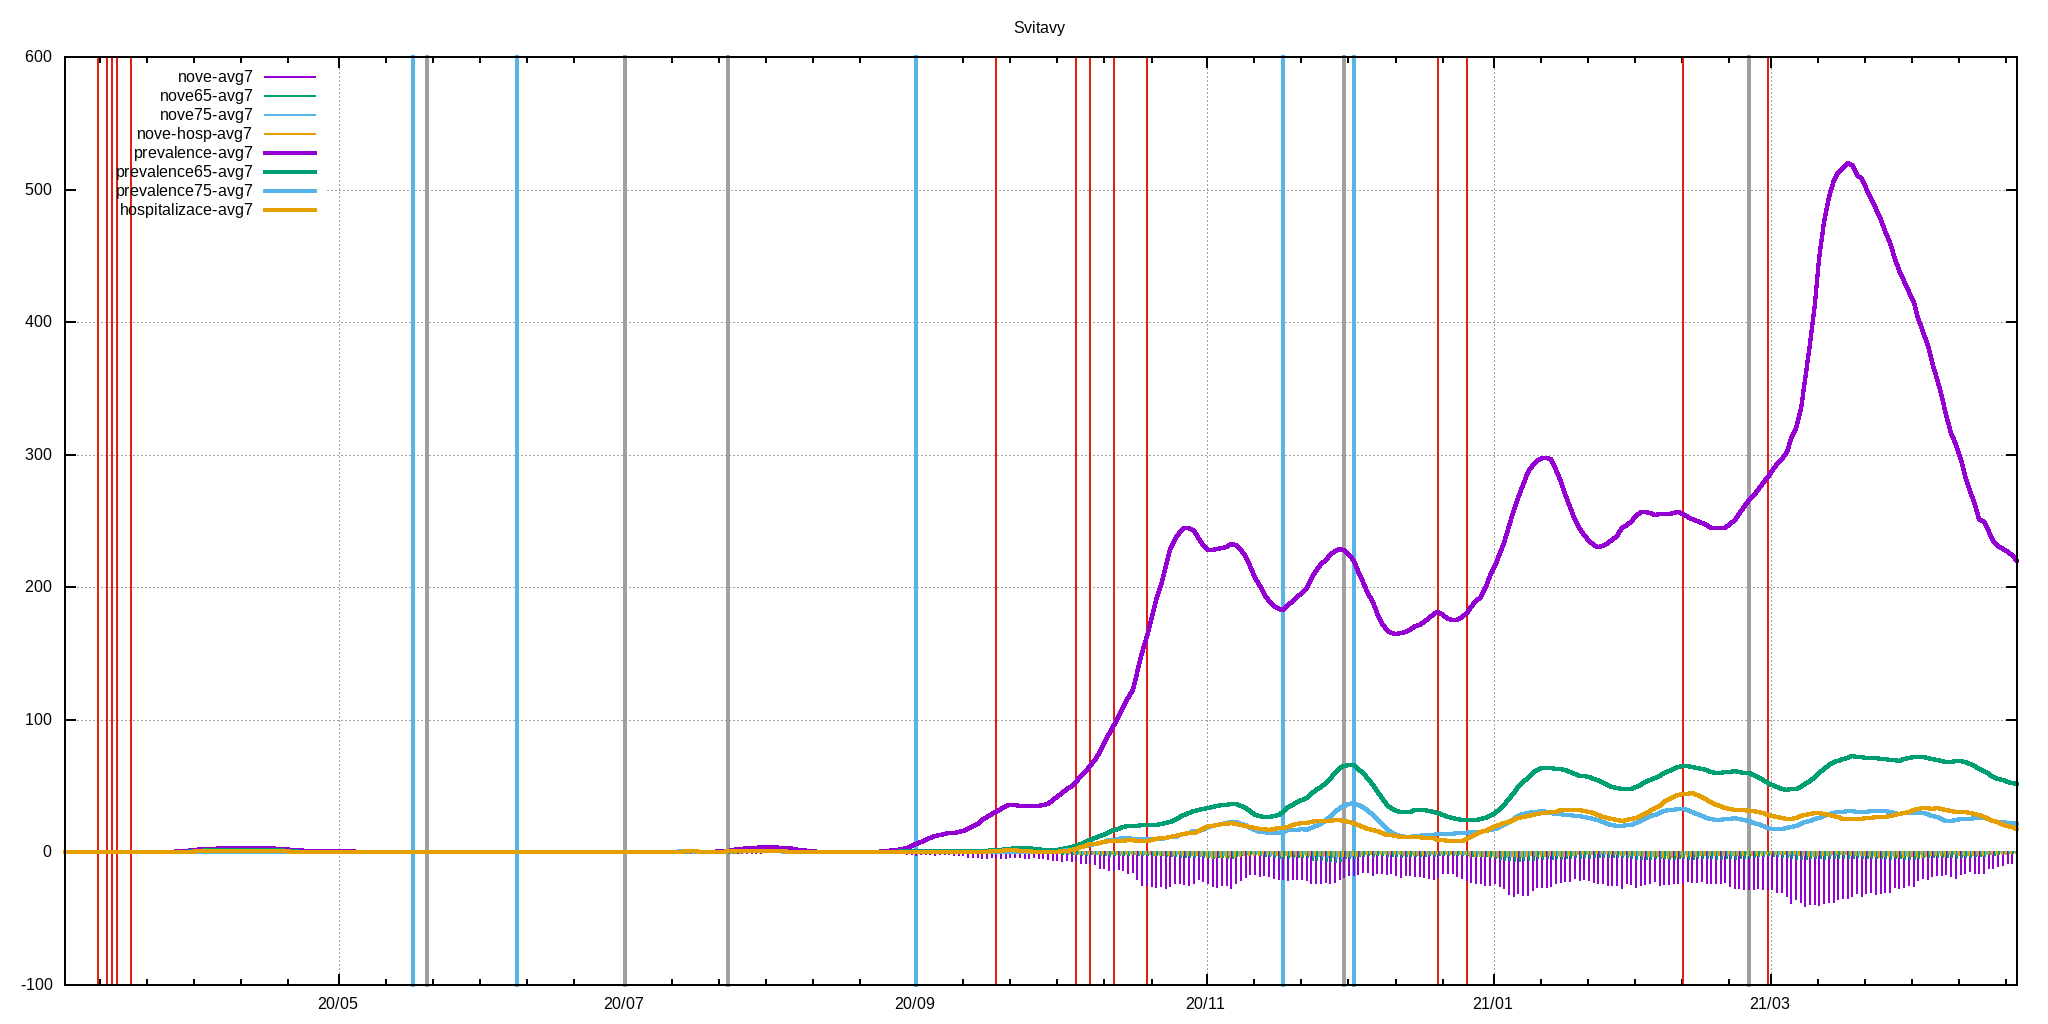 Svitavy
600
500
400
300
200
100
0
-100
nove-avg7
nove65-avg7
nove75-avg7
nove-hosp-avg7
prevalence-avg7
prevalence65-avg7
prevalence75-avg7
hospitalizace-avg7
20/05 20/07 20/09 20/11 21/01 21/03